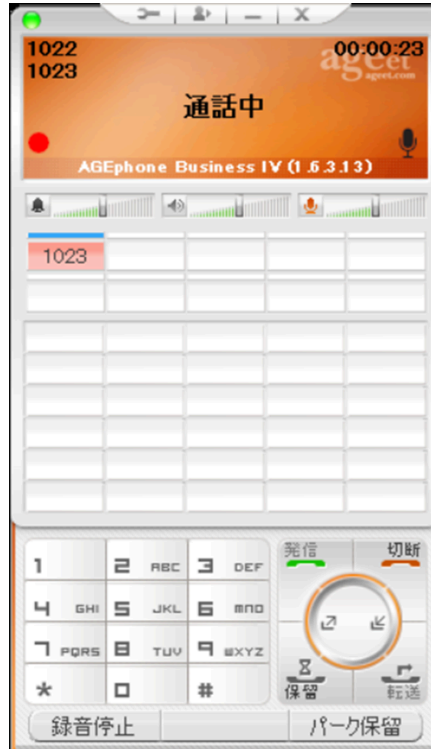 1022 00:00:23
1023
ageet
ageet.com
通話中
AGEphone Business IV (1.6.3.13)
1023
発信 切断
1 2 ABC 3 DEF
4 GHI 5 JKL 6 MNO
7 PQRS 8 TUV 9 WXYZ
* 0 #
保留 転送
録音停止 パーク保留